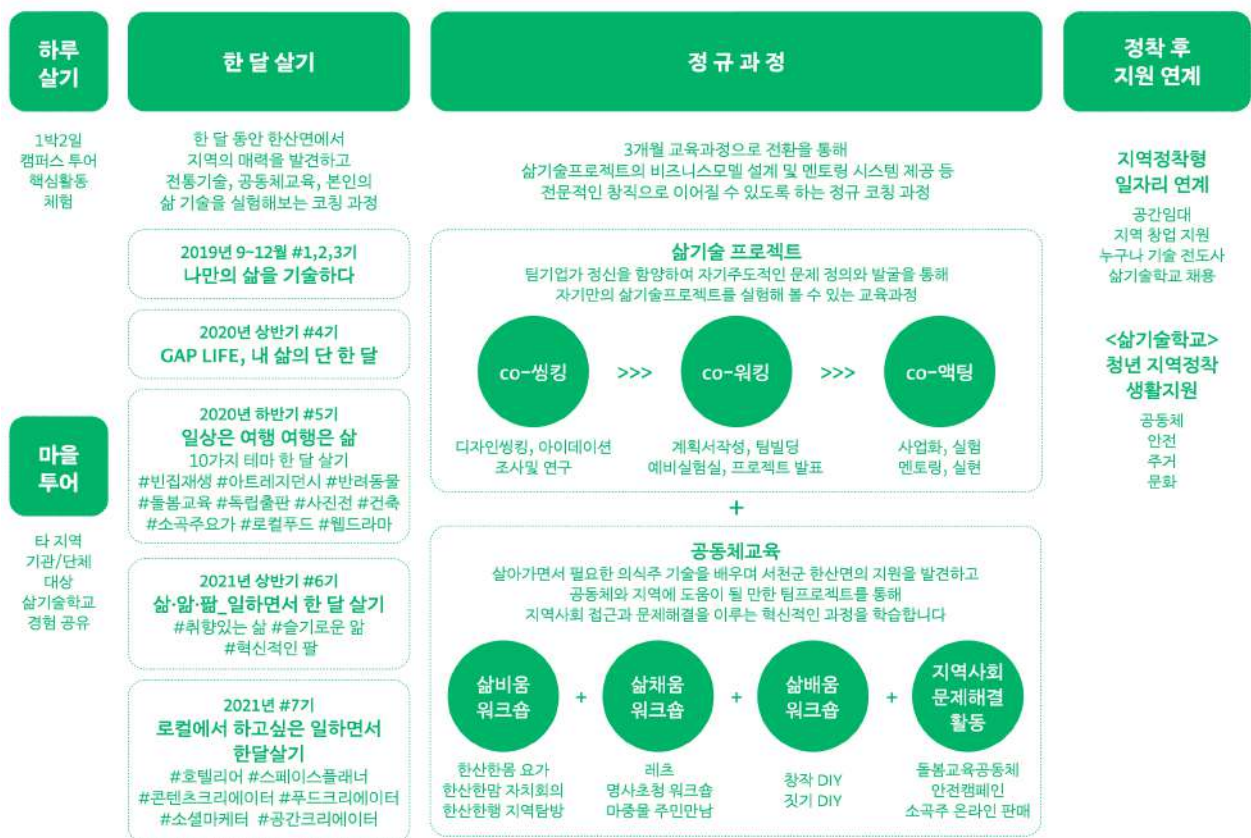 하루
살기
1박2일
캠퍼스 투어
핵심활동
체험
마을
투어
타 지역
기관/단체
대상
삶기술학교
경험 공유
한 달 살기
한 달 동안 한산면에서
지역의 매력을 발견하고
전통기술, 공동체교육, 본인의
삶 기술을 실험해보는 코칭 과정
2019년 9~12월 #1,2,3기
나만의 삶을 기술하다
2020년 상반기 #4기
GAP LIFE, 내 삶의 단 한 달
2020년 하반기 #5기
일상은 여행 여행은 삶
10가지 테마 한 달 살기
#빈집재생 #아트레지던시 #반려동물
#돌봄교육 #독립출판 #사진전 #건축
#소곡주요가 #로컬푸드 #웹드라마
2021년 상반기 #6기
삶·앎·팖_일하면서 한 달 살기
#취향있는 삶 #슬기로운 앎
#혁신적인 팔
2021년 #7기
로컬에서 하고싶은 일하면서
한달살기
#호텔리어 #스페이스플래너
#콘텐츠크리에이터 #푸드크리에이터
#소셜마케터 #공간크리에이터
정 규 과 정
3개월 교육과정으로 전환을 통해
삶기술프로젝트의 비즈니스모델 설계 및 멘토링 시스템 제공 등
전문적인 창직으로 이어질 수 있도록 하는 정규 코칭 과정
삶기술 프로젝트
팀기업가 정신을 함양하여 자기주도적인 문제 정의와 발굴을 통해
자기만의 삶기술프로젝트를 실험해 볼 수 있는 교육과정
co-씽킹 >>> co-워킹 >>> co-액팅
디자인씽킹, 아이데이션
조사및 연구
계획서작성, 팀빌딩
예비실험실, 프로젝트 발표
사업화, 실험
멘토링, 실현
+
공동체교육
살아가면서 필요한 의식주 기술을 배우며 서천군 한산면의 지원을 발견하고
공동체와 지역에 도움이 될 만한 팀프로젝트를 통해
지역사회 접근과 문제해결을 이루는 혁신적인 과정을 학습합니다
삶비움
워크숍
+
삶채움
워크숍
+
삶배움
워크숍
+
지역사회
문제해결
활동
한산한몸 요가
한산한맘 자치회의
한산한행 지역탐방
레츠
명사초청 워크숍
마중물 주민만남
창작 DIY
짓기 DIY
돌봄교육공동체
안전캠페인
소곡주 온라인 판매
정착 후
지원 연계
지역정착형
일자리 연계
공간임대
지역 창업 지원
누구나 기술 전도사
삶기술학교 채용
<삶기술학교>
청년 지역정착
생활지원
공동체
안전
주거
문화